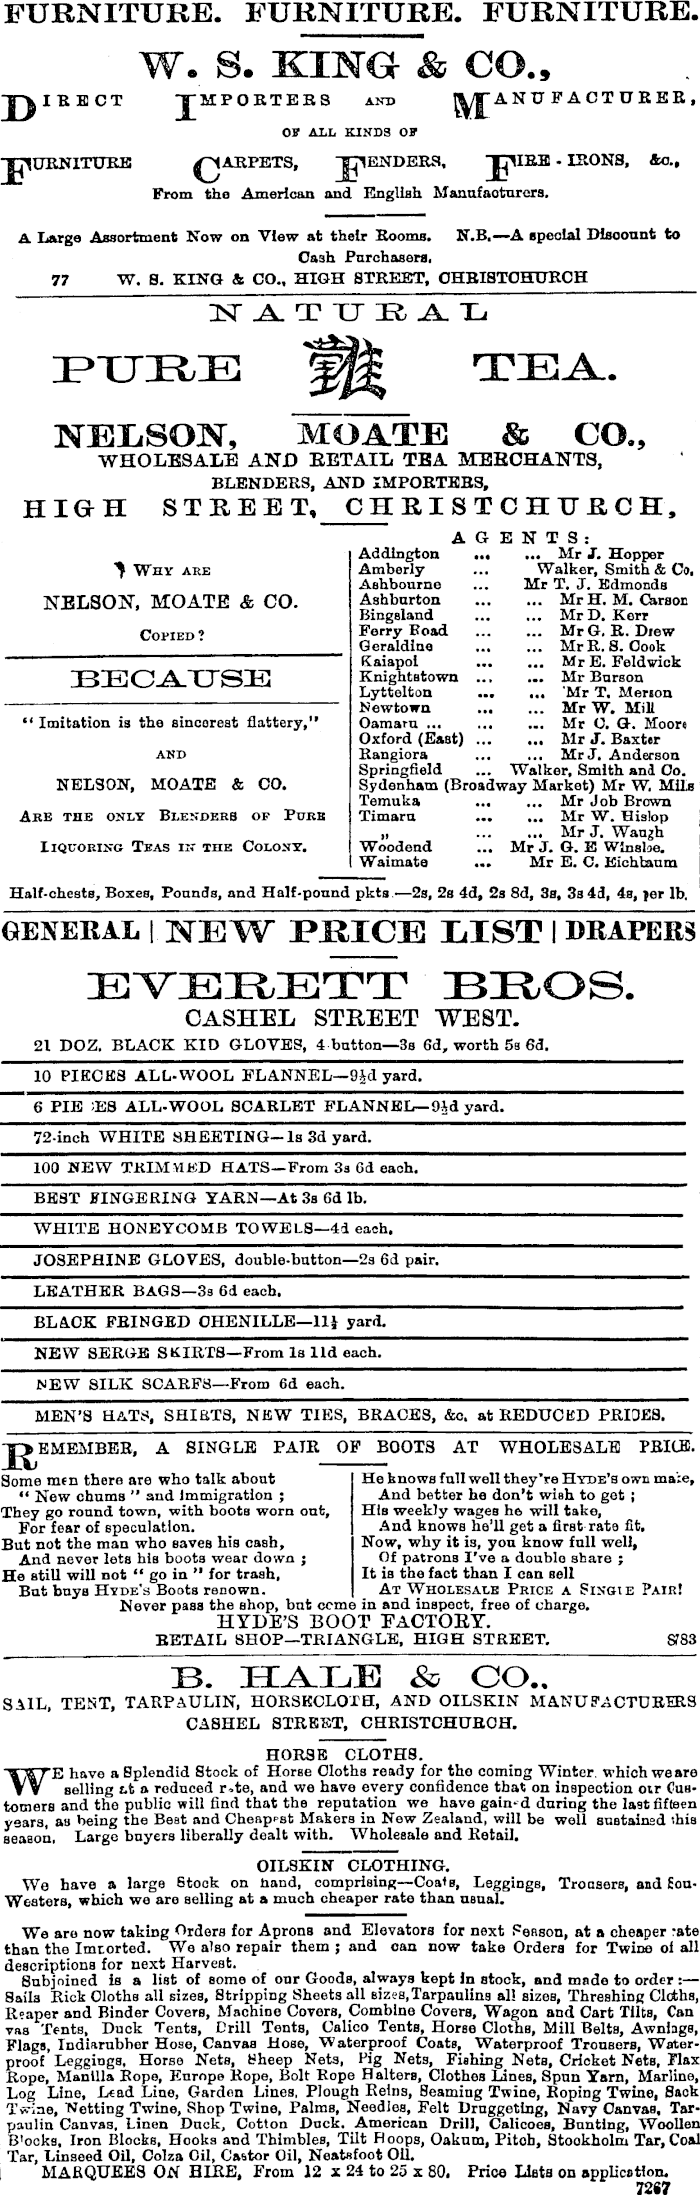 FURNITURE. FURNITURE. FURNITURE.
W. S. KING & CO.,
DIRECT IMPORTERS AND MANUFACTURER,
OF ALL KINDS OF
FURNITURE CARPETS, FENDERS, FIRE-IRONS, &c.,
From the American and English Manufacturers.
A Large Assortment Now on View at their Rooms. N.B.—A special Discount to
Cash Purchasers.
77 W. S. KING & CO., HIGH STREET, CHRISTCHURCH
NATURAL
PURE 難 TEA.
NELSON, MOATE & CO.,
WHOLESALE AND RETAIL TEA MERCHANTS,
BLENDERS, AND IMPORTERS,
HIGH STREET, CHRISTCHURCH,
WHY ARE
NELSON, MOATE & CO.
COPIED?
BECAUSE
"Imitation is the sincerest flattery,"
AND
NELSON, MOATE & CO.
ARE THE ONLY BLENDERS OF PURE
LIQUORING TEAS IN THE COLONY.
AGENTS:
Addington ... ... Mr J. Hopper
Amberly ... Walker, Smith & Co.
Ashbourne ... Mr T. J. Edmonds
Ashburton ... ... Mr H. M. Carson
Bingsland ... ... Mr D. Kerr
Ferry Road ... ... Mr G. R. Drew
Geraldine ... ... Mr R. S. Cook
Kaiapoi ... ... Mr E. Feldwick
Knightstown ... ... Mr Burson
Lyttelton ... ... Mr T. Merson
Newtown ... ... Mr W. Mill
Oamaru ... ... ... Mr C. G. Moore
Oxford (East) ... ... Mr J. Baxter
Rangiora ... ... Mr J. Anderson
Springfield ... Walker, Smith and Co.
Sydenham (Broadway Market) Mr W. Mills
Temuka ... ... Mr Job Brown
Timaru ... ... Mr W. Hislop
„ ... ... Mr J. Waugh
Woodend ... Mr J. G. E Winsloe.
Waimate ... Mr E. C. Eichbaum
Half-chests, Boxes, Pounds, and Half-pound pkts.—2s, 2s 4d, 2s 8d, 3s, 3s 4d, 4s, per lb.
GENERAL | NEW PRICE LIST | DRAPERS
EVERETT BROS.
CASHEL STREET WEST.
21 DOZ. BLACK KID GLOVES, 4-button—3s 6d, worth 5s 6d.
10 PIECES ALL-WOOL FLANNEL—9½d yard.
6 PIECES ALL-WOOL SCARLET FLANNEL—9½d yard.
72-inch WHITE SHEETING—1s 3d yard.
100 NEW TRIMMED HATS—From 3s 6d each.
BEST FINGERING YARN—At 3s 6d lb.
WHITE HONEYCOMB TOWELS—4d each.
JOSEPHINE GLOVES, double-button—2s 6d pair.
LEATHER BAGS—3s 6d each.
BLACK FRINGED CHENILLE—11½ yard.
NEW SERGE SKIRTS—From 1s 11d each.
NEW SILK SCARFS—From 6d each.
MEN'S HATS, SHIRTS, NEW TIES, BRACES, &c. at REDUCED PRICES.
REMEMBER, A SINGLE PAIR OF BOOTS AT WHOLESALE PRICE.
Some men there are who talk about
"New chums" and immigration;
They go round town, with boots worn out,
For fear of speculation.
But not the man who saves his cash,
And never lets his boots wear down;
He still will not "go in" for trash,
But buys HYDE'S Boots renown.
He knows full well they're HYDE'S own make,
And better he don't wish to get;
His weekly wages he will take,
And knows he'll get a first-rate fit.
Now, why it is, you know full well,
Of patrons I've a double share;
It is the fact than I can sell
AT WHOLESALE PRICE A SINGLE PAIR!
Never pass the shop, but come in and inspect, free of charge.
HYDE'S BOOT FACTORY.
RETAIL SHOP—TRIANGLE, HIGH STREET. 8783
B. HALE & CO.,
SAIL, TENT, TARPAULIN, HORSECLOTH, AND OILSKIN MANUFACTURERS
CASHEL STREET, CHRISTCHURCH.
HORSE CLOTHS.
WE have a Splendid Stock of Horse Cloths ready for the coming Winter, which we are
selling at a reduced rate, and we have every confidence that on inspection our Cus-
tomers and the public will find that the reputation we have gained during the last fifteen
years, as being the Best and Cheapest Makers in New Zealand, will be well sustained this
season. Large buyers liberally dealt with. Wholesale and Retail.
OILSKIN CLOTHING.
We have a large Stock on hand, comprising—Coats, Leggings, Trousers, and Sou-
Westers, which we are selling at a much cheaper rate than usual.
We are now taking Orders for Aprons and Elevators for next Season, at a cheaper rate
than the Imported. We also repair them; and can now take Orders for Twine of all
descriptions for next Harvest.
Subjoined is a list of some of our Goods, always kept in stock, and made to order:—
Sails Rick Cloths all sizes, Stripping Sheets all sizes, Tarpaulins all sizes, Threshing Cloths,
Reaper and Binder Covers, Machine Covers, Combine Covers, Wagon and Cart Tilts, Can
vas Tents, Duck Tents, Drill Tents, Calico Tents, Horse Cloths, Mill Belts, Awnings,
Flags, Indiarubber Hose, Canvas Hose, Waterproof Coats, Waterproof Trousers, Water-
proof Leggings, Horse Nets, Sheep Nets, Pig Nets, Fishing Nets, Cricket Nets, Flax
Rope, Manilla Rope, Europe Rope, Bolt Rope Halters, Clothes Lines, Spun Yarn, Marline,
Log Line, Lead Line, Garden Lines, Plough Reins, Seaming Twine, Roping Twine, Sack
Twine, Netting Twine, Shop Twine, Palms, Needles, Felt Druggeting, Navy Canvas, Tar-
paulin Canvas, Linen Duck, Cotton Duck, American Drill, Calicoes, Bunting, Woollen
Blocks, Iron Blocks, Hooks and Thimbles, Tilt Hoops, Oakum, Pitch, Stockholm Tar, Coal
Tar, Linseed Oil, Colza Oil, Castor Oil, Neatsfoot Oil.
MARQUEES ON HIRE, From 12 x 24 to 25 x 80. Price Lists on application.
7267